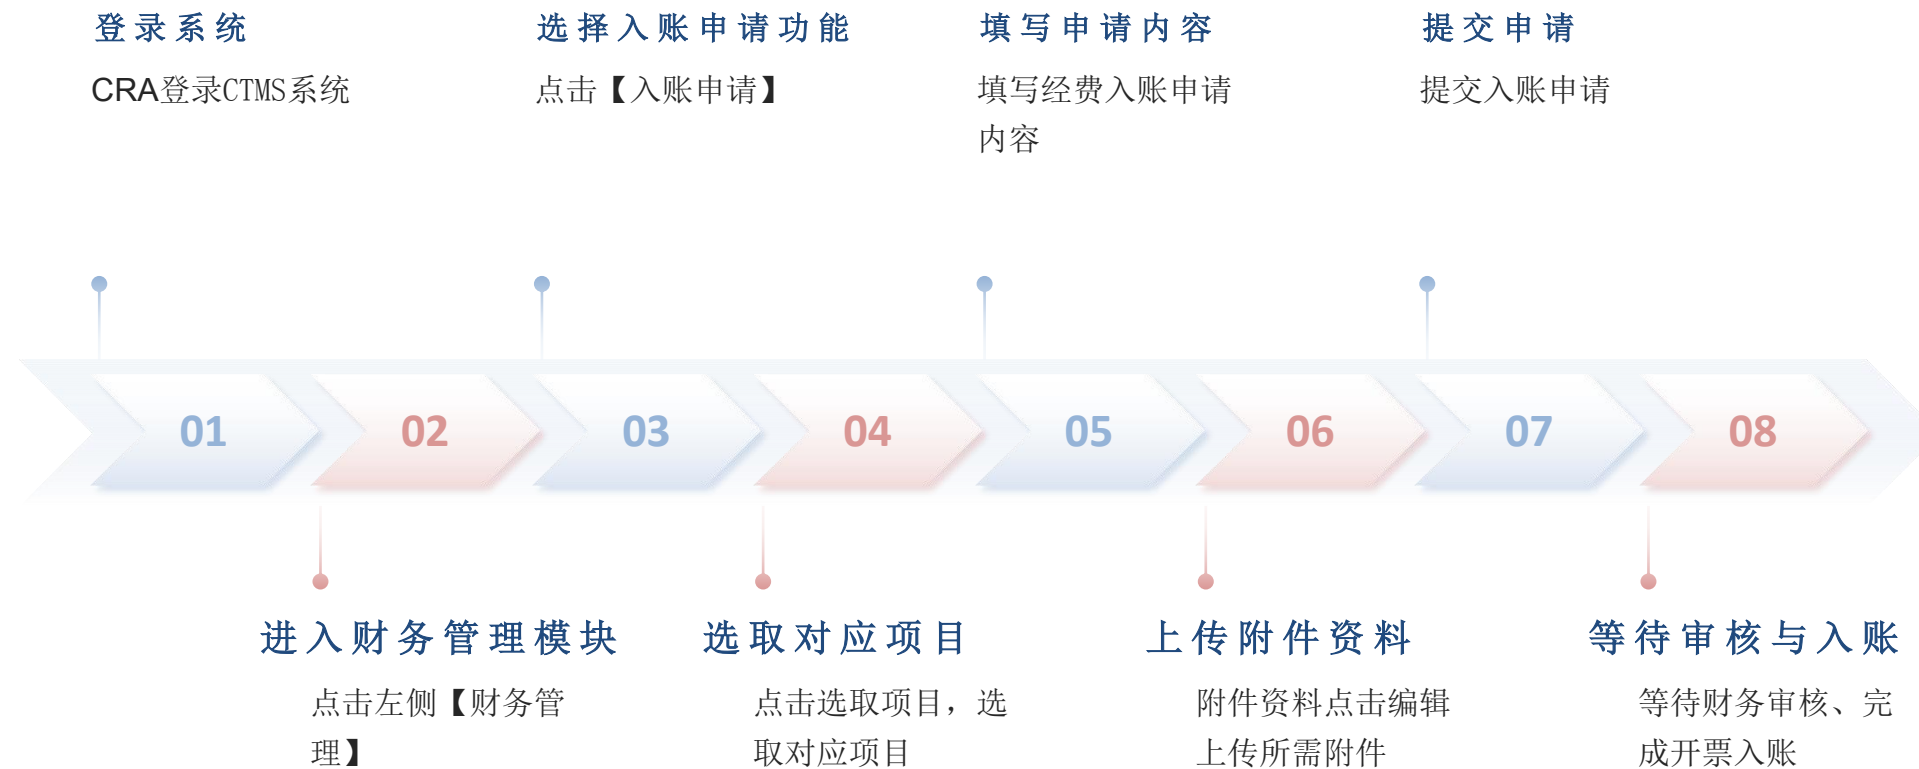 登录系统
CRA登录CTMS系统
选择入账申请功能
点击【入账申请】
填写申请内容
填写经费入账申请
内容
提交申请
提交入账申请
01
02
03
04
05
06
07
08
进入财务管理模块
点击左侧【财务管
理】
选取对应项目
点击选取项目，选
取对应项目
上传附件资料
附件资料点击编辑
上传所需附件
等待审核与入账
等待财务审核、完
成开票入账